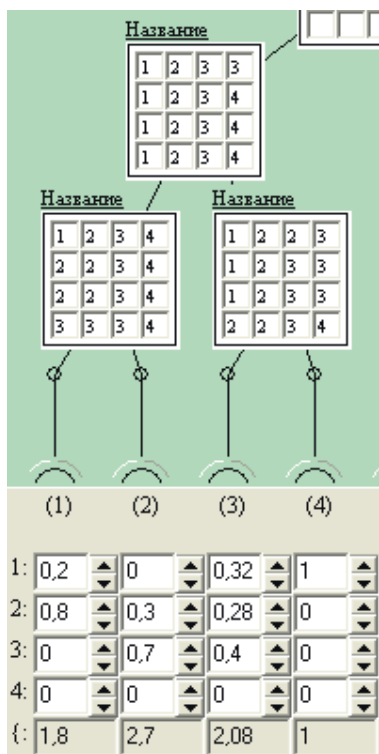 Название
1 2 3 3
1 2 3 4
1 2 3 4
1 2 3 4
Название Название
1 2 3 4 1 2 2 3
2 2 3 4 1 2 3 3
2 2 3 4 1 2 3 3
3 3 3 4 2 2 3 4
(1) (2) (3) (4)
1: 0,2 0 0,32 1
2: 0,8 0,3 0,28 0
3: 0 0,7 0,4 0
4: 0 0 0 0
{: 1,8 2,7 2,08 1